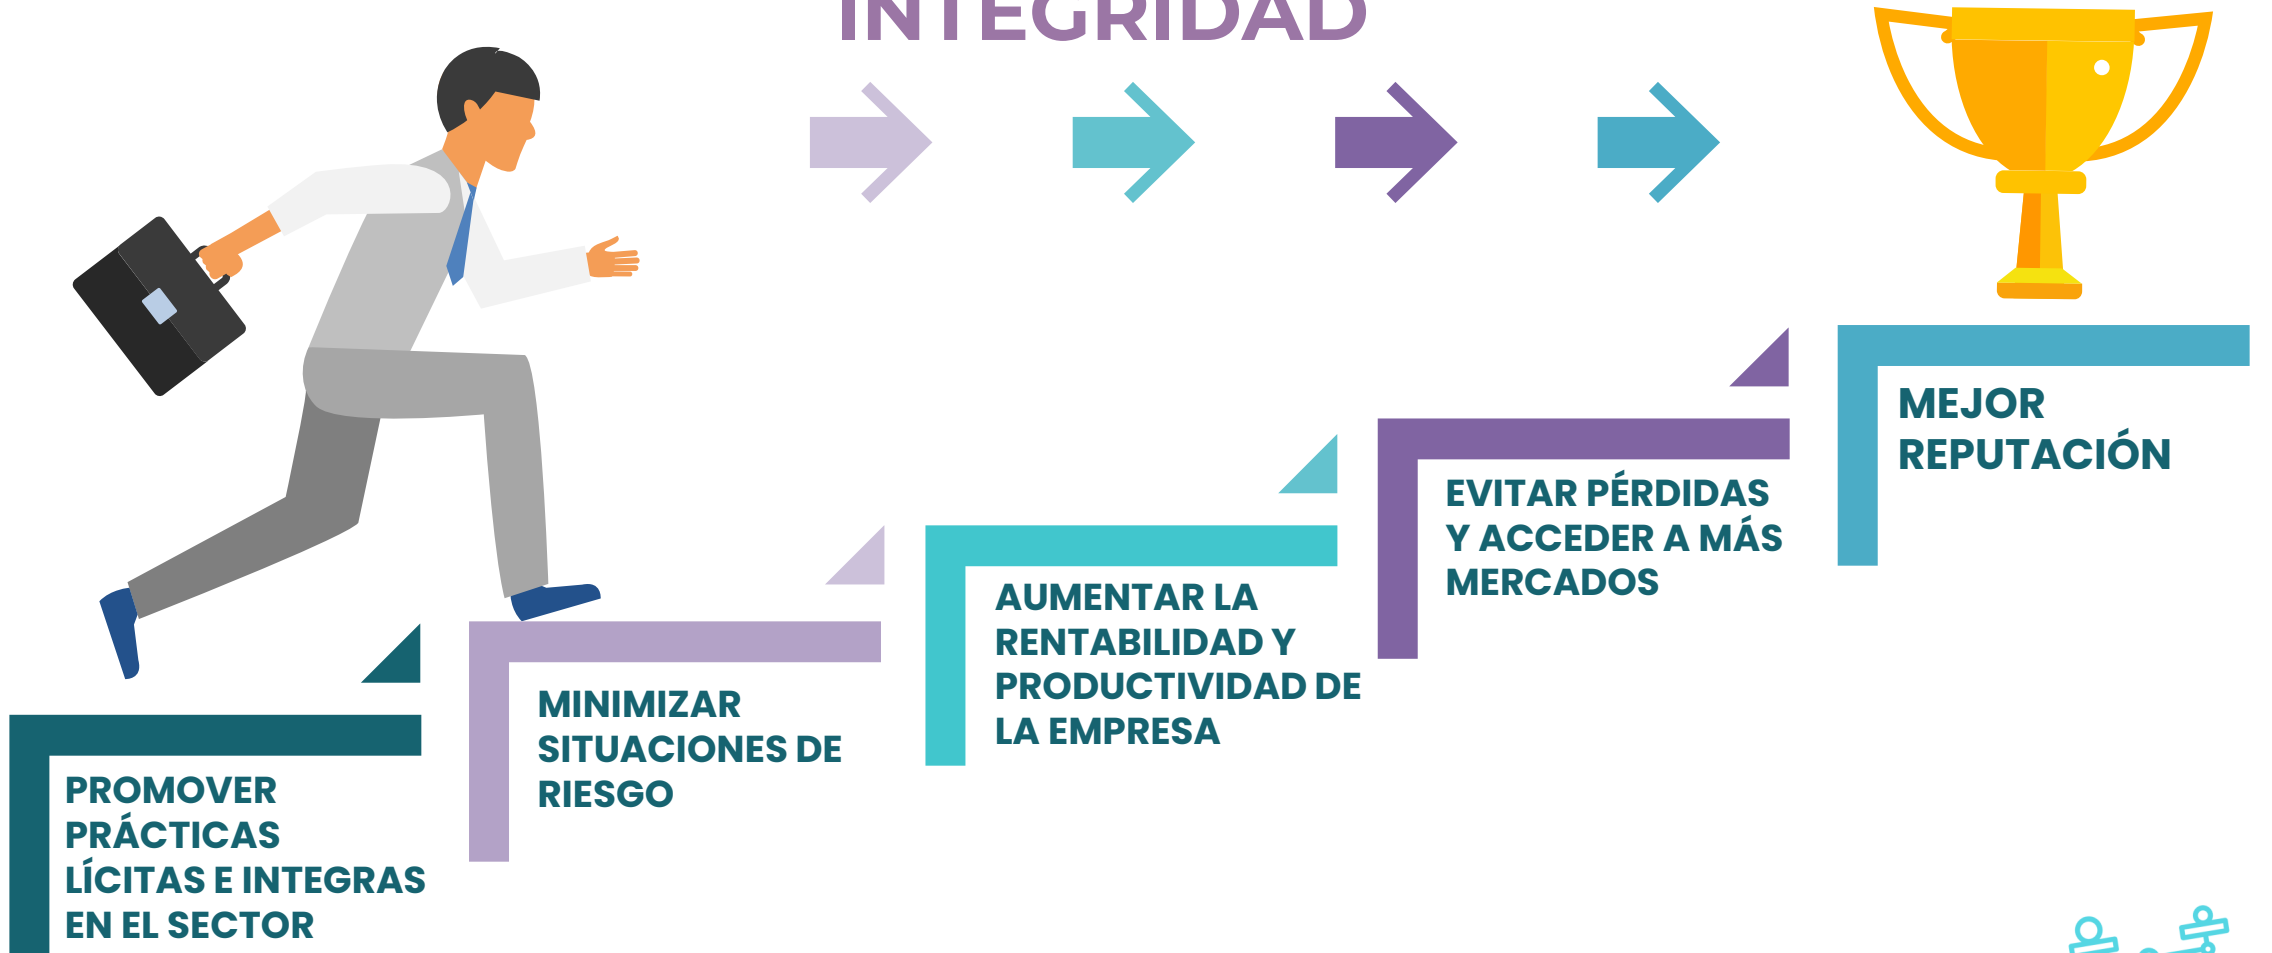 INTEGRIDAD
MEJOR
REPUTACIÓN
EVITAR PÉRDIDAS
Y ACCEDER A MÁS
MERCADOS
AUMENTAR LA
RENTABILIDAD Y
PRODUCTIVIDAD DE
LA EMPRESA
MINIMIZAR
SITUACIONES DE
RIESGO
PROMOVER
PRÁCTICAS
LÍCITAS E INTEGRAS
EN EL SECTOR